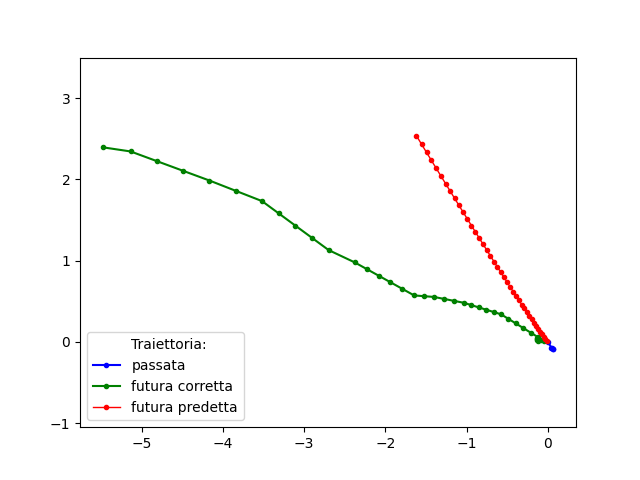 3
2
1
0
−1
Traiettoria:
passata
futura corretta
futura predetta
−5 −4 −3 −2 −1 0